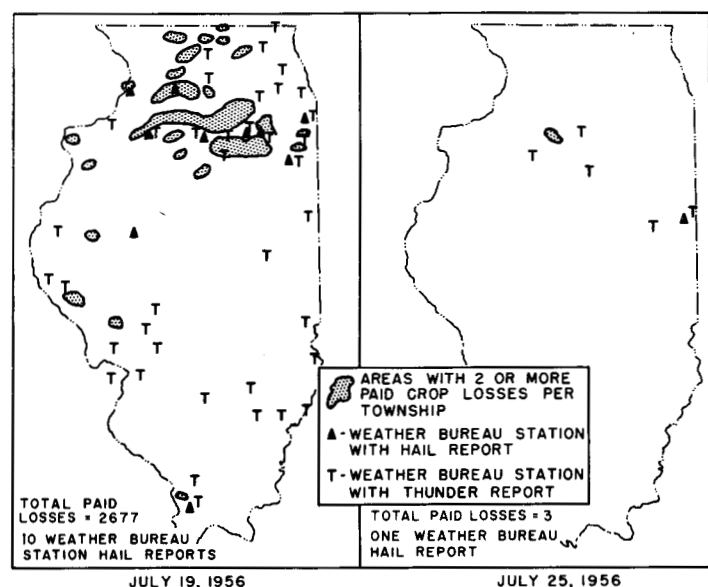 AREAS WITH 2 OR MORE
PAID CROP LOSSES PER
TOWNSHIP
▲-WEATHER BUREAU STATION
WITH HAIL REPORT
T-WEATHER BUREAU STATION
WITH THUNDER REPORT
TOTAL PAID
LOSSES = 2677
10 WEATHER BUREAU
STATION HAIL REPORTS
TOTAL PAID LOSSES = 3
ONE WEATHER BUREAU
HAIL REPORT
JULY 19, 1956
JULY 25, 1956